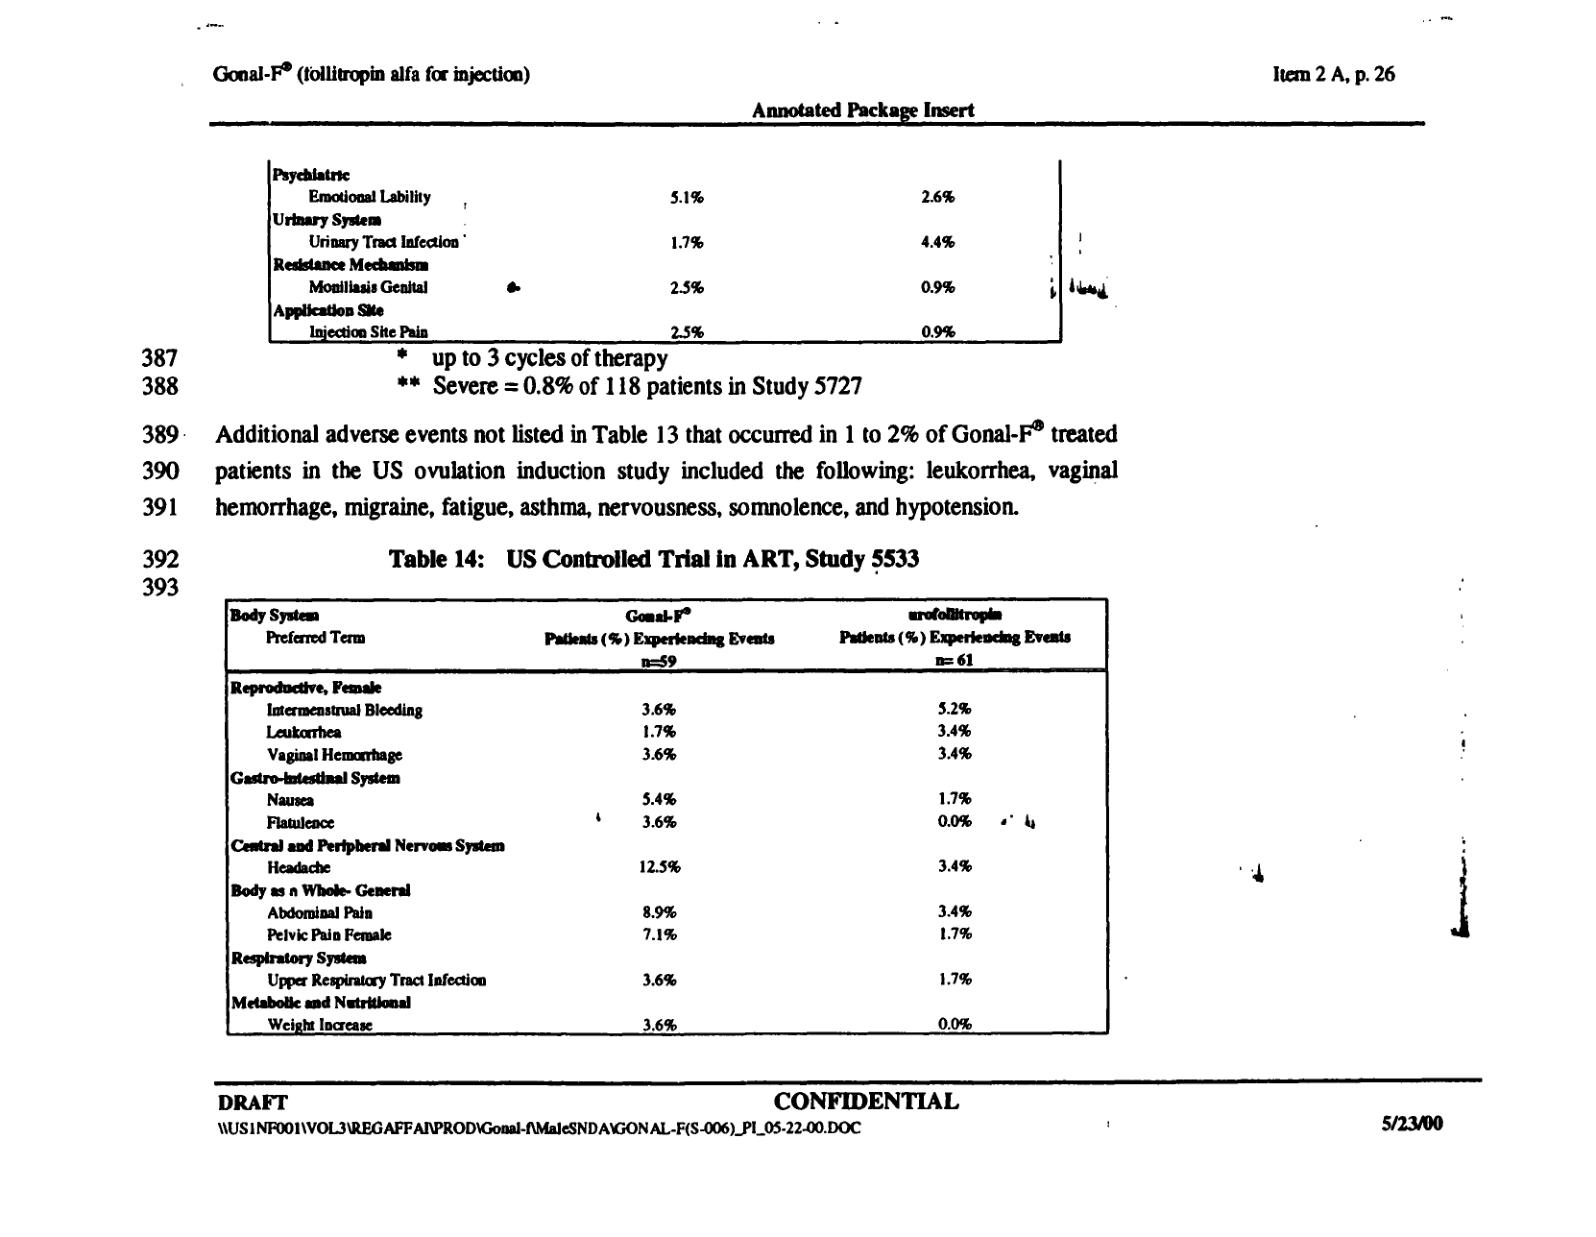 Gonal-F® (follitropin alfa for injection) Item 2 A, p. 26
Annotated Package Insert
Psychiatric
Emotional Lability 5.1% 2.6%
Urinary System
Urinary Tract Infection 1.7% 4.4%
Resistance Mechanism
Moniliasis Genital 2.5% 0.9%
Application Site
Injection Site Pain 2.5% 0.9%
387 * up to 3 cycles of therapy
388 ** Severe = 0.8% of 118 patients in Study 5727
389 Additional adverse events not listed in Table 13 that occurred in 1 to 2% of Gonal-F® treated
390 patients in the US ovulation induction study included the following: leukorrhea, vaginal
391 hemorrhage, migraine, fatigue, asthma, nervousness, somnolence, and hypotension.
392 Table 14: US Controlled Trial in ART, Study 5533
393
Body System Gonal-F® urofollitropin
Preferred Term Patients (%) Experiencing Events Patients (%) Experiencing Events
n=59 n= 61
Reproductive, Female
Intermenstrual Bleeding 3.6% 5.2%
Leukorrhea 1.7% 3.4%
Vaginal Hemorrhage 3.6% 3.4%
Gastro-intestinal System
Nausea 5.4% 1.7%
Flatulence 3.6% 0.0%
Central and Peripheral Nervous System
Headache 12.5% 3.4%
Body as a Whole- General
Abdominal Pain 8.9% 3.4%
Pelvic Pain Female 7.1% 1.7%
Respiratory System
Upper Respiratory Tract Infection 3.6% 1.7%
Metabolic and Nutritional
Weight Increase 3.6% 0.0%
DRAFT CONFIDENTIAL
\\US1NF001\VOL3\REGAFFAI\PROD\Gonal-f\MaleSNDA\GONAL-F(S-006)_PI_05-22-00.DOC 5/23/00